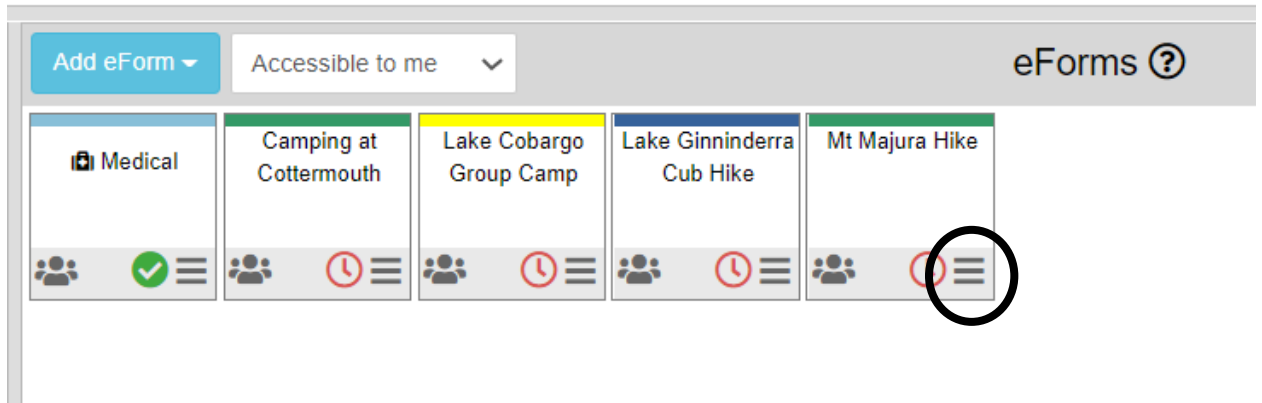 Add eForm
Accessible to me
eForms ?
Medical
Camping at
Cottermouth
Lake Cobargo
Group Camp
Lake Ginninderra
Cub Hike
Mt Majura Hike